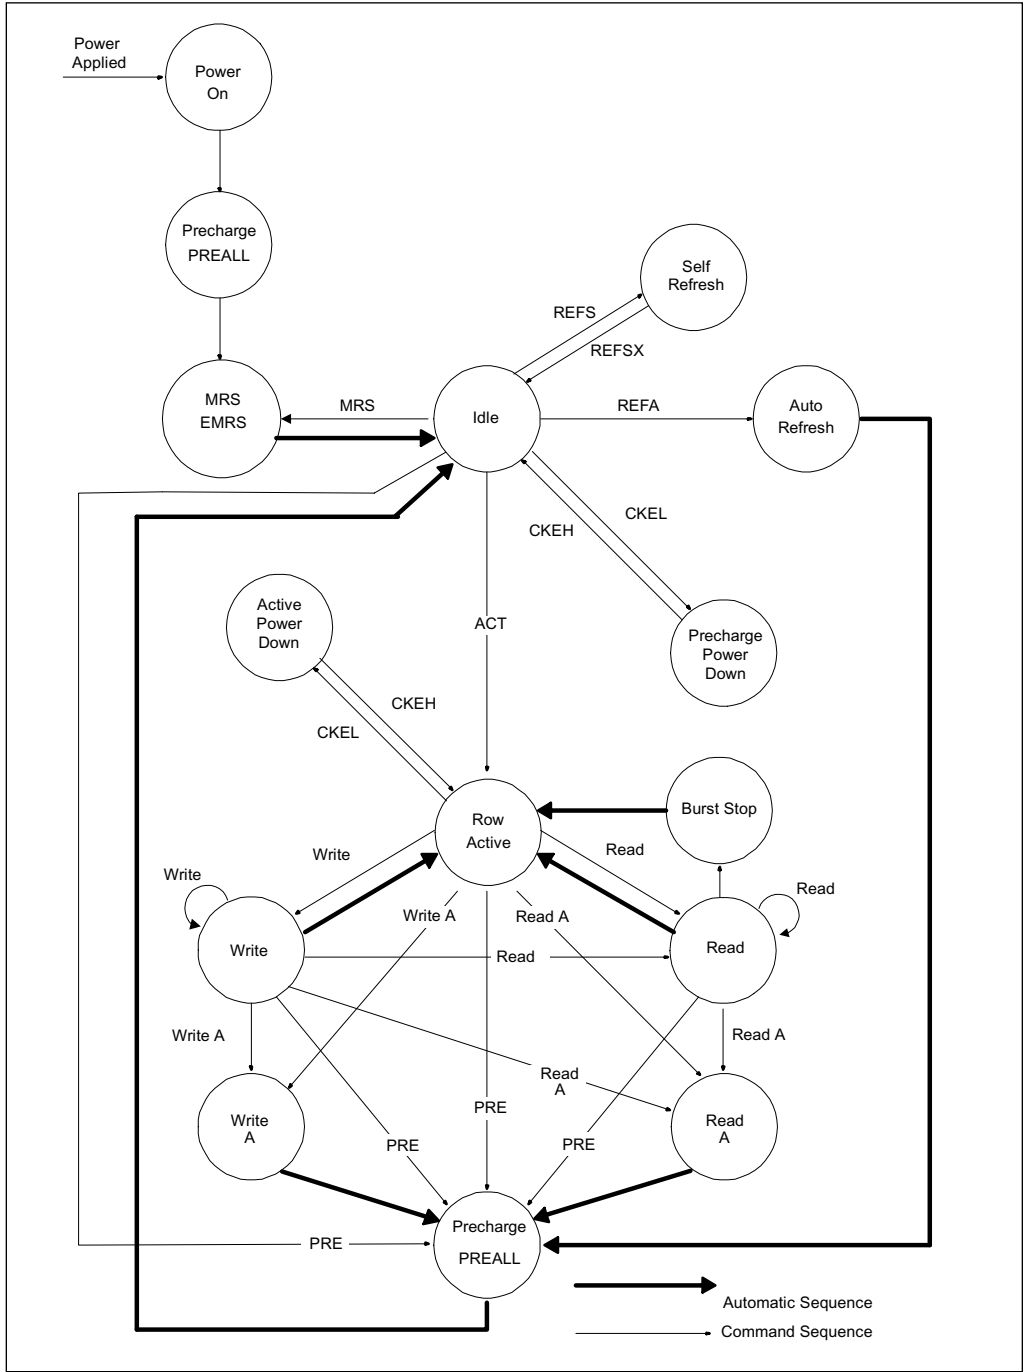 Power
Applied
Power
On
Precharge
PREALL
Self
Refresh
REFS
REFSX
MRS
EMRS
MRS
Idle
REFA
Auto
Refresh
CKEL
CKEH
Active
Power
Down
ACT
Precharge
Power
Down
CKEH
CKEL
Row
Active
Burst Stop
Write
Read
Write
Read
Write A
Read A
Write
Read
Read
Write A
Read A
Read
A
Write
A
PRE
Read
A
PRE
PRE
Precharge
PREALL
PRE
Automatic Sequence
Command Sequence